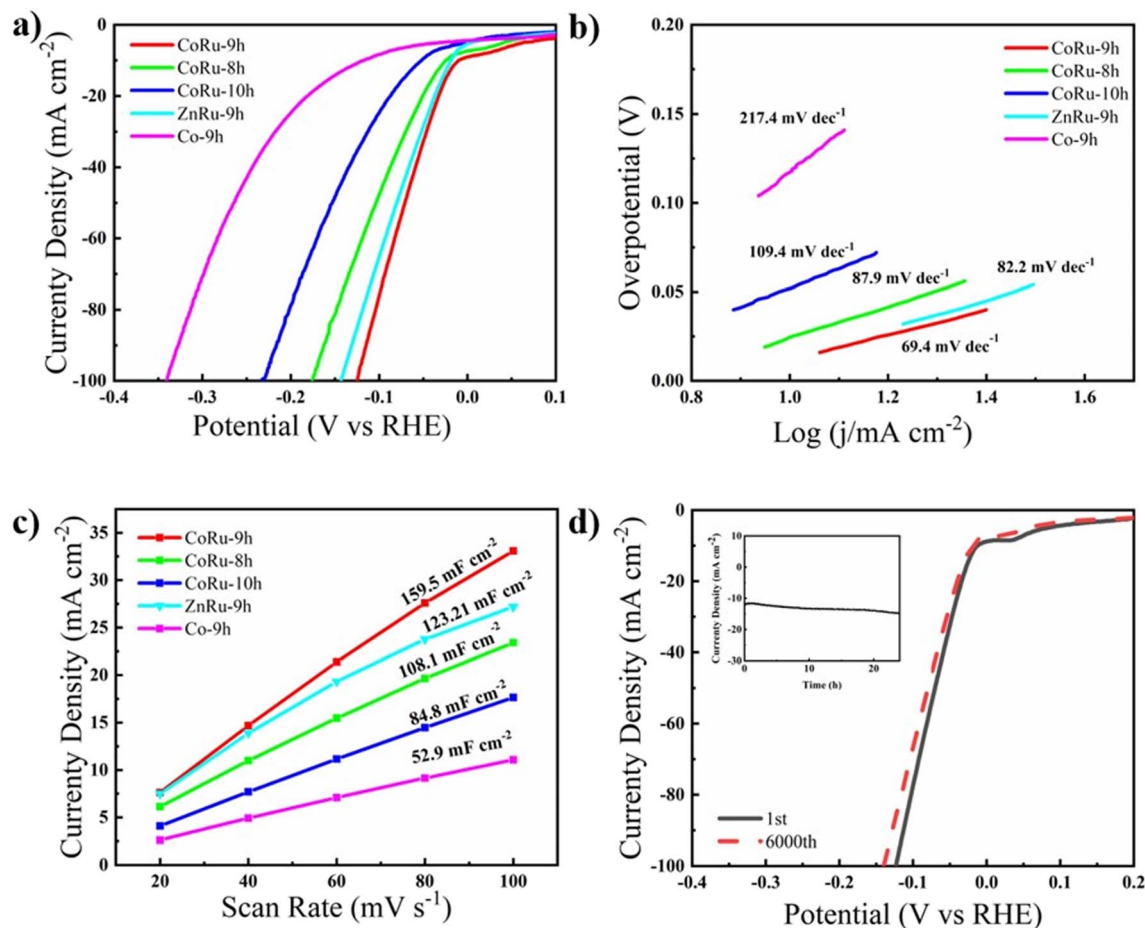 a)
CoRu-9h
CoRu-8h
CoRu-10h
ZnRu-9h
Co-9h
0
-20
-40
-60
-80
-100
-0.4 -0.3 -0.2 -0.1 0.0 0.1
Currenty Density (mA cm⁻²)
Potential (V vs RHE)
b)
CoRu-9h
CoRu-8h
CoRu-10h
ZnRu-9h
Co-9h
217.4 mV dec⁻¹
109.4 mV dec⁻¹
87.9 mV dec⁻¹
82.2 mV dec⁻¹
69.4 mV dec⁻¹
0.20
0.15
0.10
0.05
0.00
0.8 1.0 1.2 1.4 1.6
Overpotential (V)
Log (j/mA cm⁻²)
c)
CoRu-9h
CoRu-8h
CoRu-10h
ZnRu-9h
Co-9h
159.5 mF cm⁻²
123.21 mF cm⁻²
108.1 mF cm⁻²
84.8 mF cm⁻²
52.9 mF cm⁻²
35
30
25
20
15
10
5
0
20 40 60 80 100
Currenty Density (mA cm⁻²)
Scan Rate (mV s⁻¹)
d)
10
0
-10
-20
-30
0 10 20
Currenty Density (mA cm⁻²)
Time (h)
1st
6000th
0
-20
-40
-60
-80
-100
-0.4 -0.3 -0.2 -0.1 0.0 0.1 0.2
Currenty Density (mA cm⁻²)
Potential (V vs RHE)